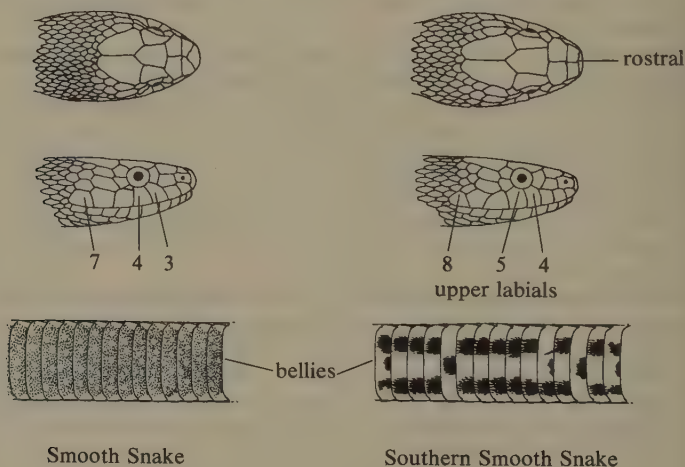 rostral
7 4 3
8 5 4
upper labials
bellies
Smooth Snake
Southern Smooth Snake